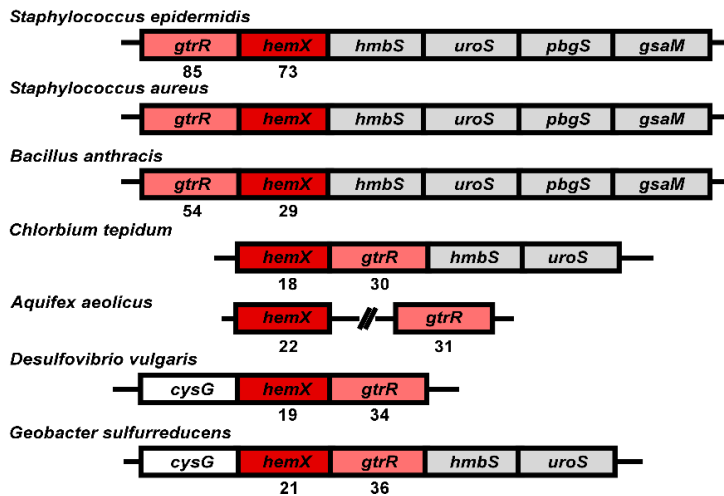 Staphylococcus epidermidis
gtrR hemX hmbS uroS pbgS gsaM
85 73
Staphylococcus aureus
gtrR hemX hmbS uroS pbgS gsaM
Bacillus anthracis
gtrR hemX hmbS uroS pbgS gsaM
54 29
Chlorbium tepidum
hemX gtrR hmbS uroS
18 30
Aquifex aeolicus
hemX gtrR
22 31
Desulfovibrio vulgaris
cysG hemX gtrR
19 34
Geobacter sulfurreducens
cysG hemX gtrR hmbS uroS
21 36